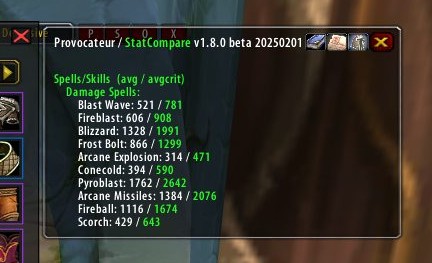 P S O X
Provocateur / StatCompare v1.8.0 beta 20250201
Spells/Skills (avg / avgcrit)
Damage Spells:
Blast Wave: 521 / 781
Fireblast: 606 / 908
Blizzard: 1328 / 1991
Frost Bolt: 866 / 1299
Arcane Explosion: 314 / 471
Conecold: 394 / 590
Pyroblast: 1762 / 2642
Arcane Missiles: 1384 / 2076
Fireball: 1116 / 1674
Scorch: 429 / 643